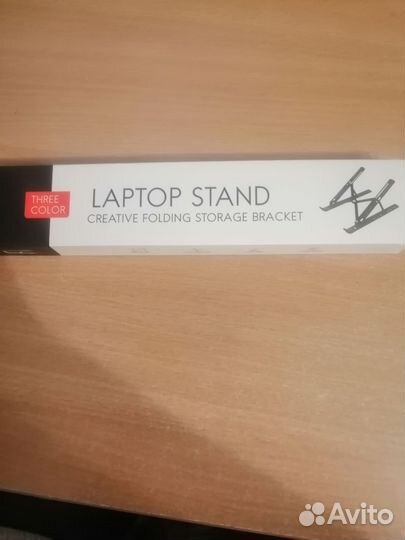 THREE
COLOR
LAPTOP STAND
CREATIVE FOLDING STORAGE BRACKET
Avito